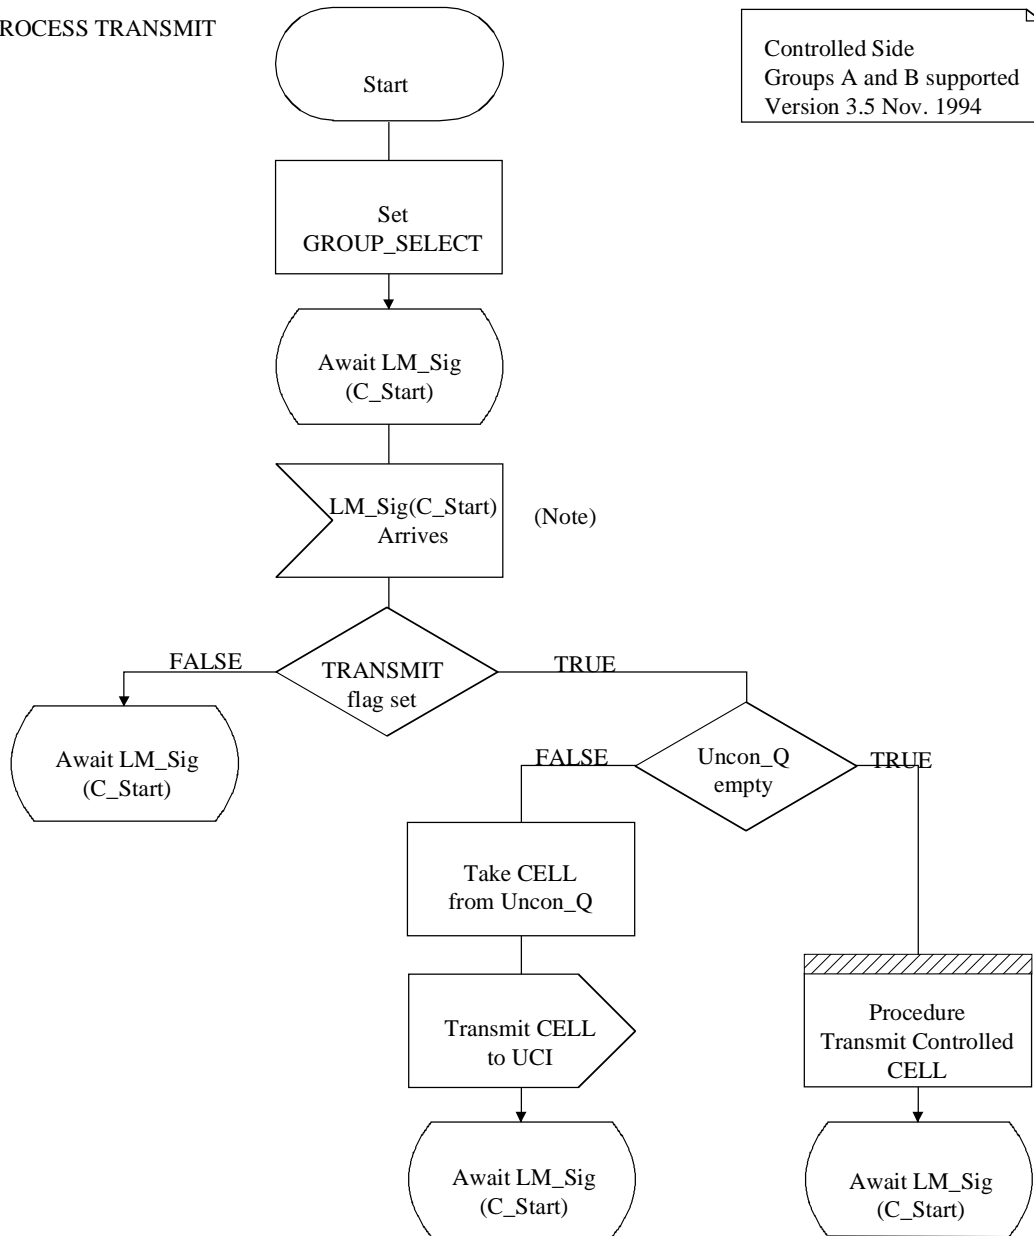 ROCESS TRANSMIT
Controlled Side
Groups A and B supported
Version 3.5 Nov. 1994
Start
Set
GROUP_SELECT
Await LM_Sig
(C_Start)
LM_Sig(C_Start)
Arrives
(Note)
FALSE
TRANSMIT
flag set
TRUE
Await LM_Sig
(C_Start)
FALSE
Uncon_Q
empty
TRUE
Take CELL
from Uncon_Q
Transmit CELL
to UCI
Procedure
Transmit Controlled
CELL
Await LM_Sig
(C_Start)
Await LM_Sig
(C_Start)